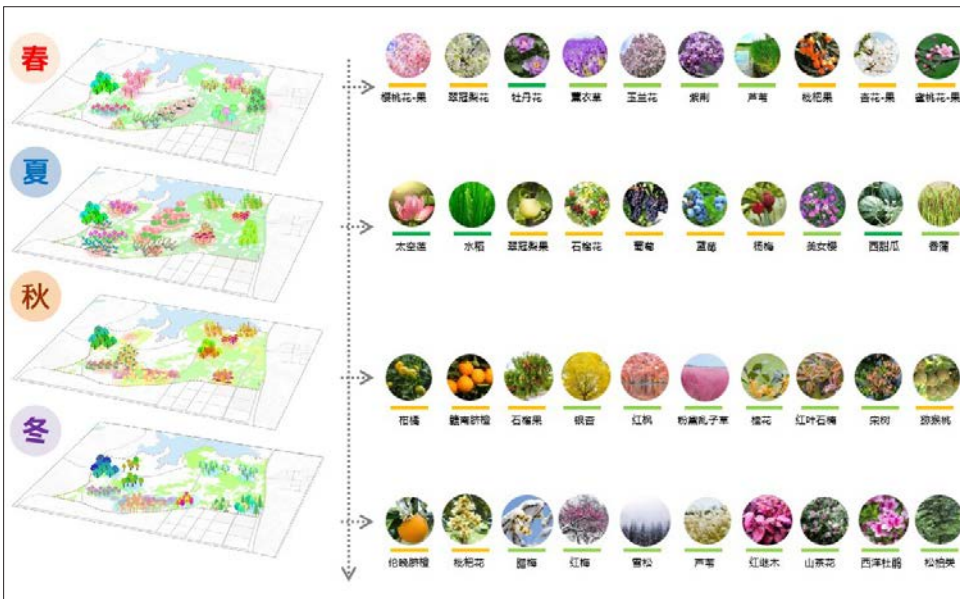 春
樱桃花·果 翠冠梨花 牡丹花 薰衣草 玉兰花 紫荆 芦苇 枇杷果 杏花·果 蜜桃花·果
夏
太空莲 水稻 翠冠梨果 石榴花 葡萄 蓝莓 杨梅 美女樱 西甜瓜 香蒲
秋
柑橘 赣南脐橙 石榴果 银杏 红枫 粉黛乱子草 桂花 红叶石楠 栾树 猕猴桃
冬
伦晚脐橙 枇杷花 腊梅 红梅 雪松 芦苇 红继木 山茶花 西洋杜鹃 松柏类